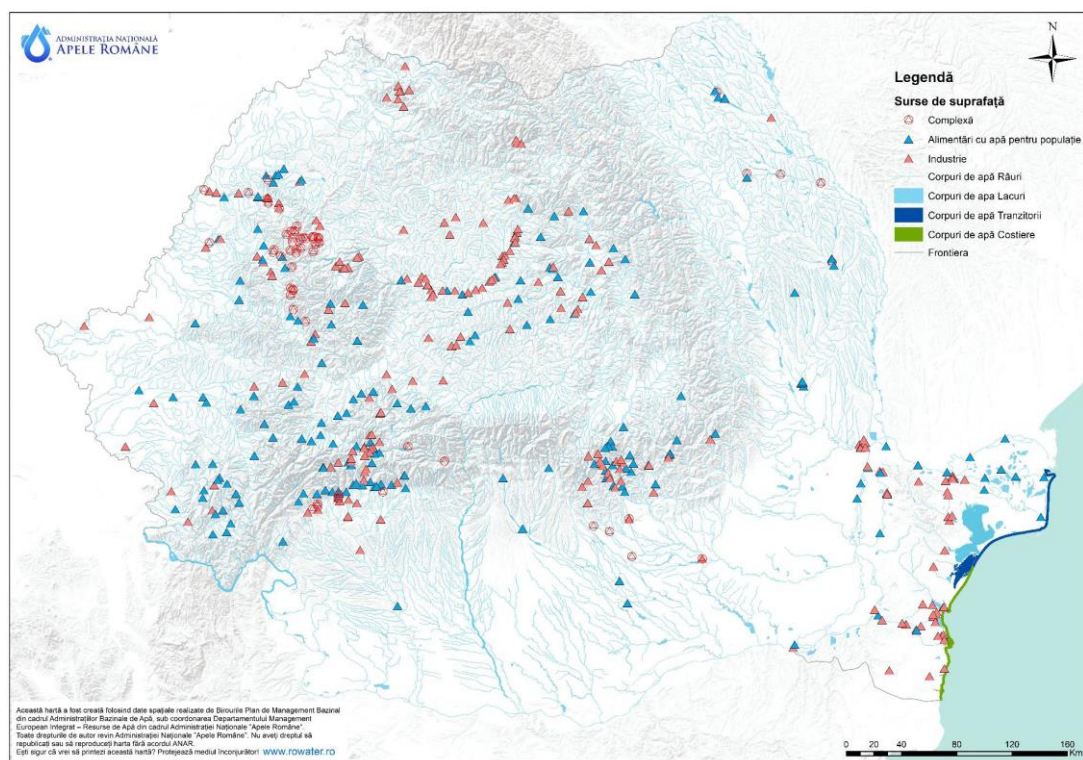 ADMINISTRAȚIA NAȚIONALĂ
APELE ROMÂNE
N
Legendă
Surse de suprafață
Complexă
Alimentări cu apă pentru populație
Industrie
Corpuri de apă Râuri
Corpuri de apa Lacuri
Corpuri de apă Tranzitorii
Corpuri de apă Costiere
Frontiera
Această hartă a fost creată folosind date spațiale realizate de Birourile Plan de Management Bazinal
din cadrul Administrațiilor Bazinale de Apă, sub coordonarea Departamentului Management
European Integrat – Resurse de Apă din cadrul Administrației Naționale "Apele Române".
Toate drepturile de autor revin Administrației Naționale "Apele Române". Nu aveți dreptul să
republicați sau să reproduceți harta fără acordul ANAR.
Ești sigur că vrei să printezi această hartă? Protejează mediul înconjurător! www.rowater.ro
0 20 40 80 120 160
Km